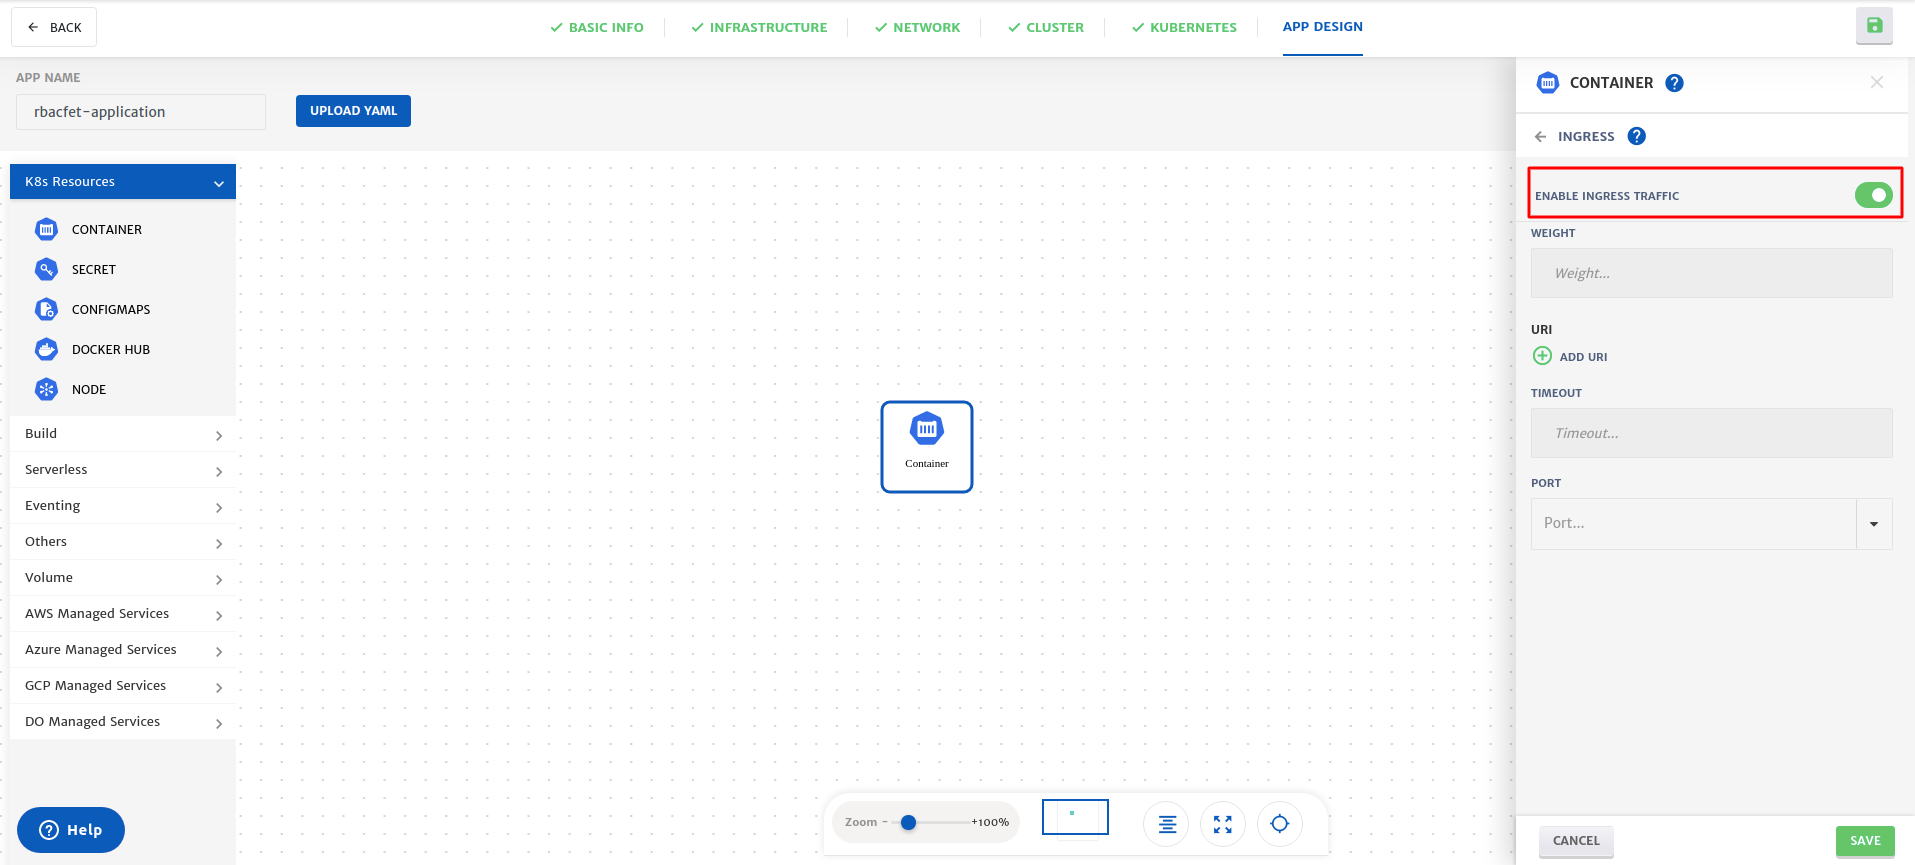 BACK
BASIC INFO
INFRASTRUCTURE
NETWORK
CLUSTER
KUBERNETES
APP DESIGN
APP NAME
rbacfet-application
UPLOAD YAML
K8s Resources
CONTAINER
SECRET
CONFIGMAPS
DOCKER HUB
NODE
Build
Serverless
Eventing
Others
Volume
AWS Managed Services
Azure Managed Services
GCP Managed Services
DO Managed Services
? Help
Container
Zoom - +100%
CONTAINER ?
INGRESS ?
ENABLE INGRESS TRAFFIC
WEIGHT
Weight...
URI
ADD URI
TIMEOUT
Timeout...
PORT
Port...
CANCEL
SAVE